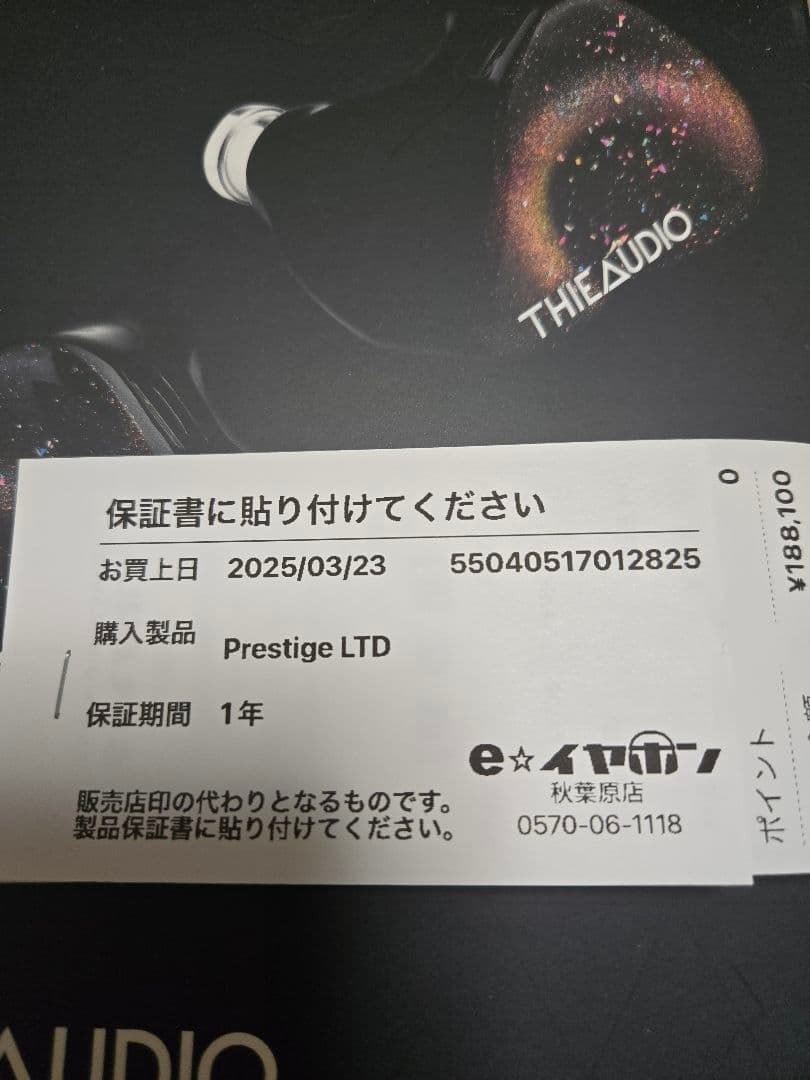 THIEAUDIO
保証書に貼り付けてください
お買上日 2025/03/23 55040517012825
購入製品 Prestige LTD
保証期間 1年
e☆イヤホン
秋葉原店
0570-06-1118
販売店印の代わりとなるものです。
製品保証書に貼り付けてください。
ポイント 0
¥188,100
AUDIO